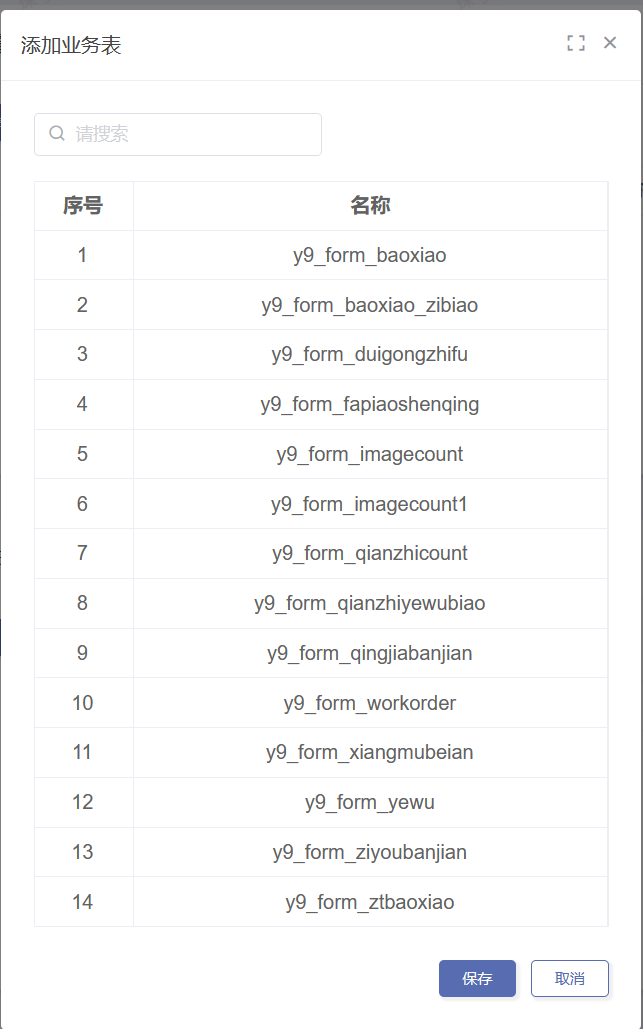 添加业务表
请搜索
序号 名称
1 y9_form_baoxiao
2 y9_form_baoxiao_zibiao
3 y9_form_duigongzhifu
4 y9_form_fapiaoshenqing
5 y9_form_imagecount
6 y9_form_imagecount1
7 y9_form_qianzhicount
8 y9_form_qianzhiyewubiao
9 y9_form_qingjiabanjian
10 y9_form_workorder
11 y9_form_xiangmubeian
12 y9_form_yewu
13 y9_form_ziyoubanjian
14 y9_form_ztbaoxiao
保存 取消